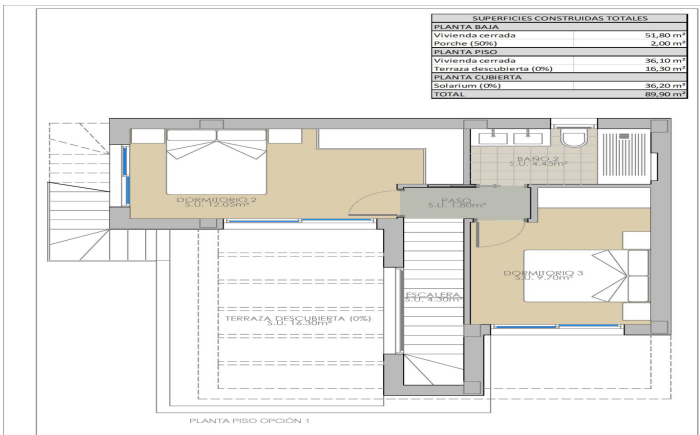 SUPERFICIES CONSTRUIDAS TOTALES
PLANTA BAJA
Vivienda cerrada 51,80 m²
Porche (50%) 2,00 m²
PLANTA PISO
Vivienda cerrada 36,10 m²
Terraza descubierta (0%) 16,30 m²
PLANTA CUBIERTA
Solarium (0%) 36,20 m²
TOTAL 89,90 m²
BAÑO 2
S.U. 4.45m²
DORMITORIO 2
S.U. 12.05m²
PASO
S.U. 1.80m²
DORMITORIO 3
S.U. 9.70m²
ESCALERA
S.U. 4.30m²
TERRAZA DESCUBIERTA (0%)
S.U. 16.30m²
PLANTA PISO OPCIÓN 1